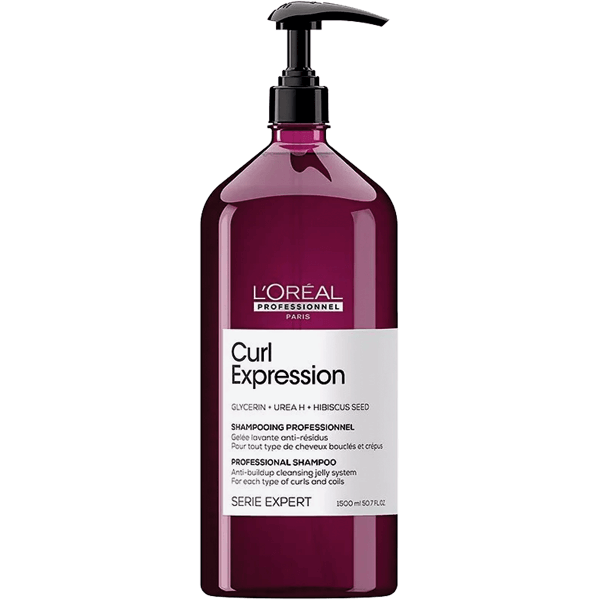 L'ORÉAL
PROFESSIONNEL
PARIS
Curl
Expression
GLYCERIN + UREA H + HIBISCUS SEED
SHAMPOOING PROFESSIONNEL
Gelée lavante anti-résidus
Pour tout type de cheveux bouclés et crépus
PROFESSIONAL SHAMPOO
Anti-buildup cleansing jelly system
For each type of curls and coils
SERIE EXPERT
1500 ml 50.7 FL.OZ